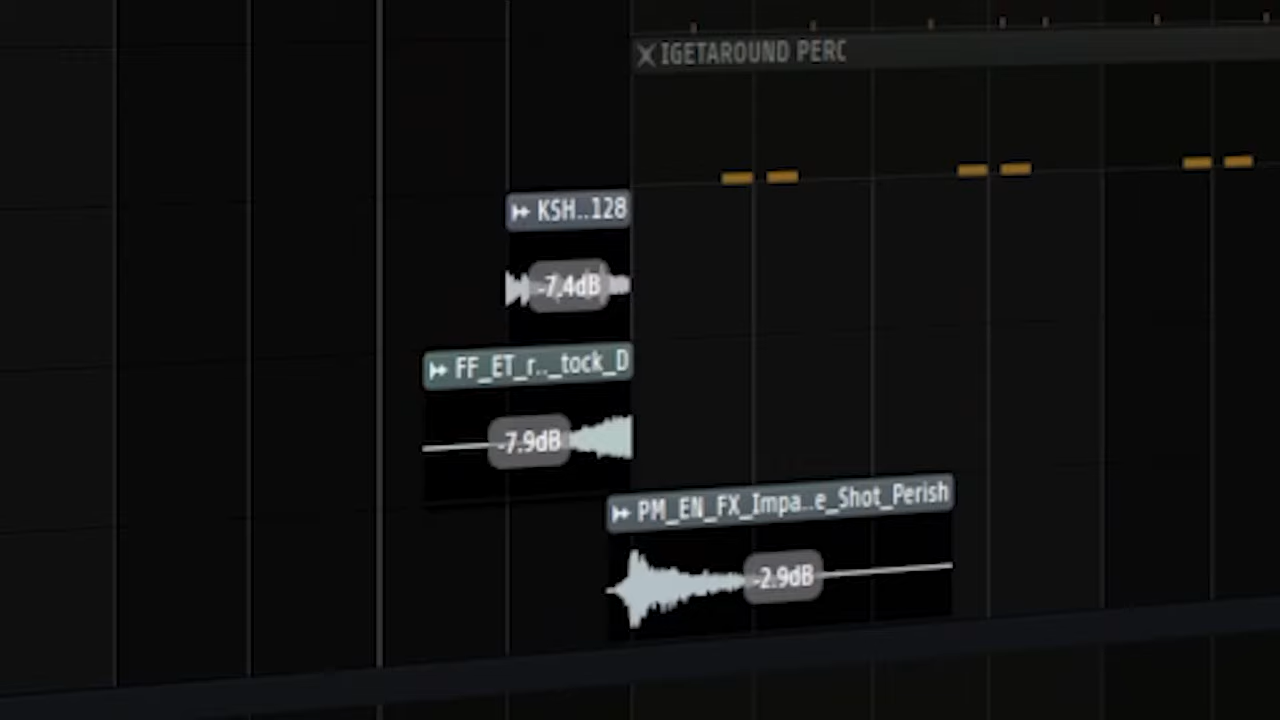 IGETAROUND PERC
KSH..128
-7.4dB
FF_ET_r.._tock_D
-7.9dB
PM_EN_FX_Impa..e_Shot_Perish
-2.9dB